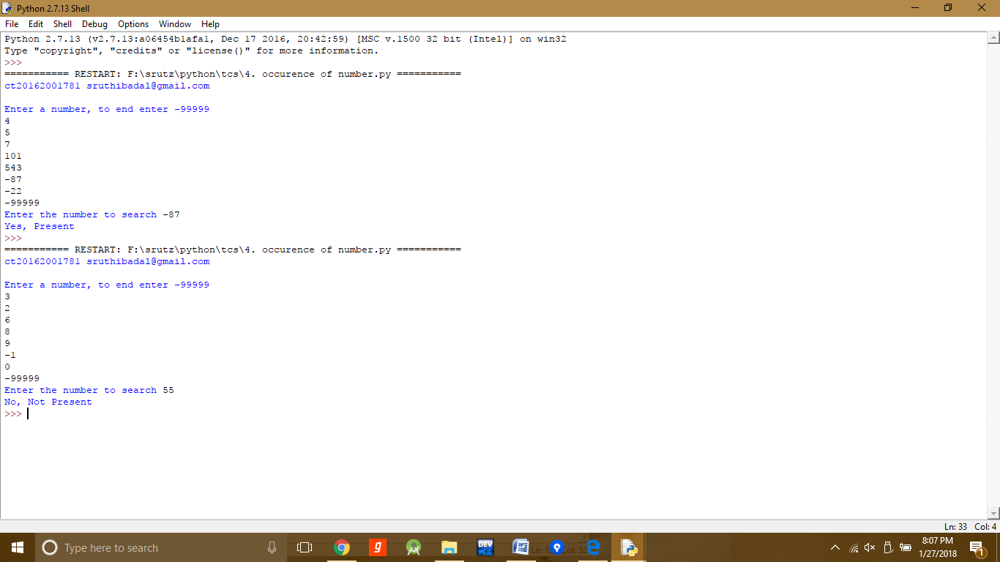 Python 2.7.13 Shell
File Edit Shell Debug Options Window Help
Python 2.7.13 (v2.7.13:a06454b1afa1, Dec 17 2016, 20:42:59) [MSC v.1500 32 bit (Intel)] on win32
Type "copyright", "credits" or "license()" for more information.
>>>
=========== RESTART: F:\srutz\python\tcs\4. occurence of number.py ===========
ct20162001781 sruthibadal@gmail.com
Enter a number, to end enter -99999
4
5
7
101
543
-87
-22
-99999
Enter the number to search -87
Yes, Present
>>>
=========== RESTART: F:\srutz\python\tcs\4. occurence of number.py ===========
ct20162001781 sruthibadal@gmail.com
Enter a number, to end enter -99999
3
2
6
8
9
-1
0
-99999
Enter the number to search 55
No, Not Present
>>>
Ln: 33 Col: 4
Type here to search
g
DEV
W
8:07 PM
1/27/2018
1